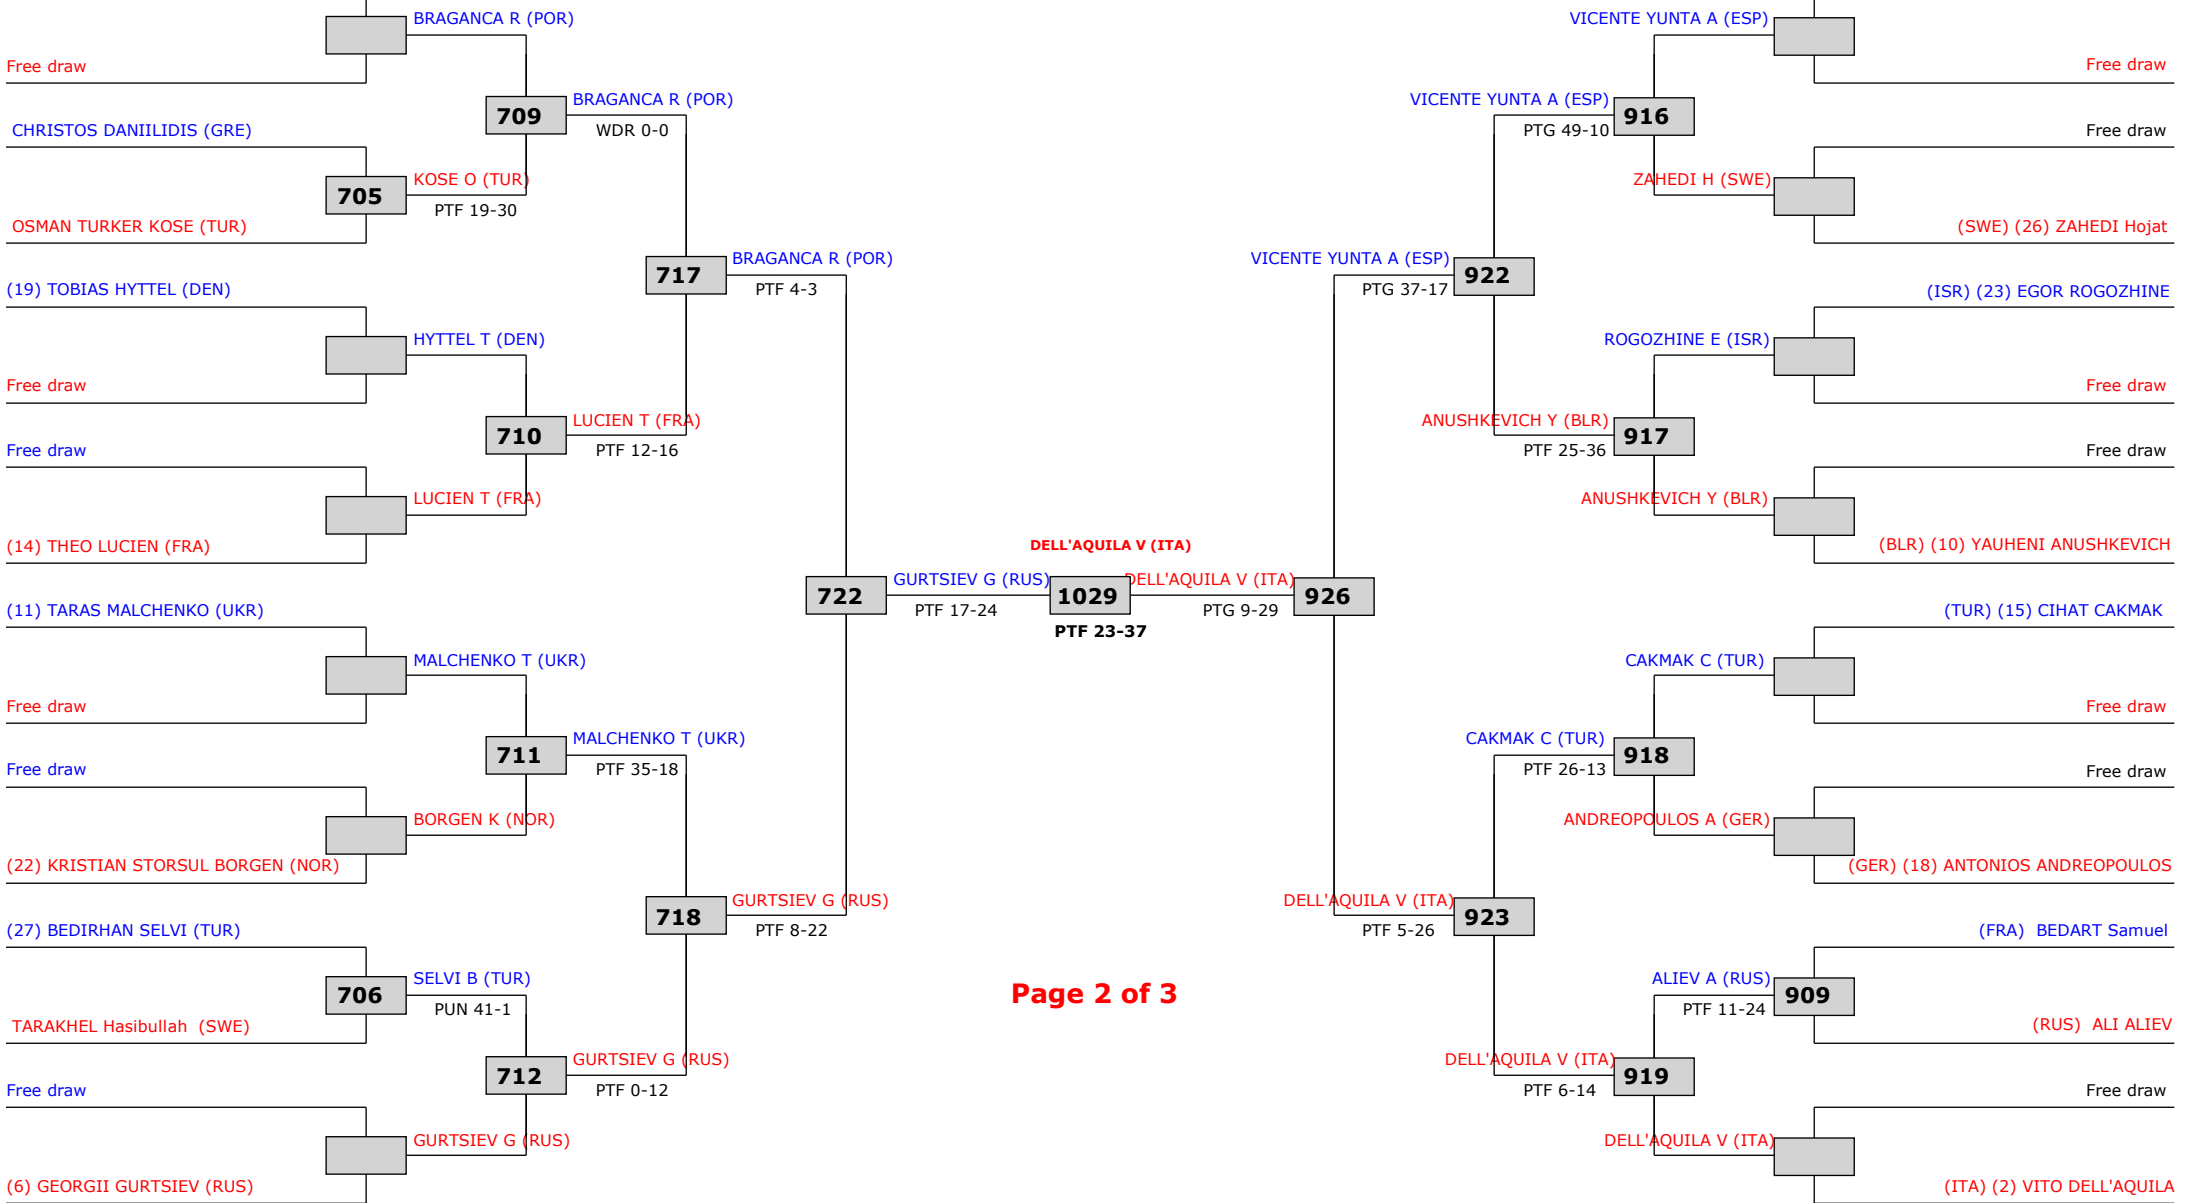 BRAGANCA R (POR)
Free draw
709
BRAGANCA R (POR)
WDR 0-0
CHRISTOS DANIILIDIS (GRE)
705
KOSE O (TUR)
PTF 19-30
OSMAN TURKER KOSE (TUR)
717
BRAGANCA R (POR)
PTF 4-3
(19) TOBIAS HYTTEL (DEN)
HYTTEL T (DEN)
Free draw
710
LUCIEN T (FRA)
PTF 12-16
Free draw
LUCIEN T (FRA)
(14) THEO LUCIEN (FRA)
722
GURTSIEV G (RUS)
PTF 17-24
(11) TARAS MALCHENKO (UKR)
MALCHENKO T (UKR)
Free draw
711
MALCHENKO T (UKR)
PTF 35-18
Free draw
BORGEN K (NOR)
(22) KRISTIAN STORSUL BORGEN (NOR)
718
GURTSIEV G (RUS)
PTF 8-22
(27) BEDIRHAN SELVI (TUR)
706
SELVI B (TUR)
PUN 41-1
TARAKHEL Hasibullah (SWE)
712
GURTSIEV G (RUS)
PTF 0-12
Free draw
GURTSIEV G (RUS)
(6) GEORGII GURTSIEV (RUS)
DELL'AQUILA V (ITA)
1029
PTF 23-37
Page 2 of 3
VICENTE YUNTA A (ESP)
Free draw
VICENTE YUNTA A (ESP)
916
PTG 49-10
Free draw
ZAHEDI H (SWE)
(SWE) (26) ZAHEDI Hojat
VICENTE YUNTA A (ESP)
922
PTG 37-17
(ISR) (23) EGOR ROGOZHINE
ROGOZHINE E (ISR)
Free draw
ANUSHKEVICH Y (BLR)
917
PTF 25-36
Free draw
ANUSHKEVICH Y (BLR)
(BLR) (10) YAUHENI ANUSHKEVICH
DELL'AQUILA V (ITA)
926
PTG 9-29
(TUR) (15) CIHAT CAKMAK
CAKMAK C (TUR)
Free draw
CAKMAK C (TUR)
918
PTF 26-13
Free draw
ANDREOPOULOS A (GER)
(GER) (18) ANTONIOS ANDREOPOULOS
DELL'AQUILA V (ITA)
923
PTF 5-26
(FRA) BEDART Samuel
ALIEV A (RUS)
909
PTF 11-24
(RUS) ALI ALIEV
DELL'AQUILA V (ITA)
919
PTF 6-14
Free draw
DELL'AQUILA V (ITA)
(ITA) (2) VITO DELL'AQUILA